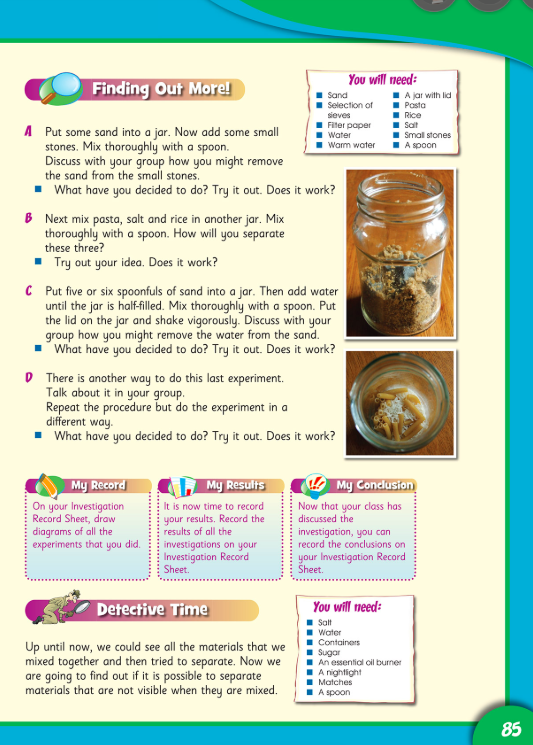 Finding Out More!
You will need:
Sand
Selection of
sieves
Filter paper
Water
Warm water
A jar with lid
Pasta
Rice
Salt
Small stones
A spoon
A Put some sand into a jar. Now add some small
stones. Mix thoroughly with a spoon.
Discuss with your group how you might remove
the sand from the small stones.
What have you decided to do? Try it out. Does it work?
B Next mix pasta, salt and rice in another jar. Mix
thoroughly with a spoon. How will you separate
these three?
Try out your idea. Does it work?
C Put five or six spoonfuls of sand into a jar. Then add water
until the jar is half-filled. Mix thoroughly with a spoon. Put
the lid on the jar and shake vigorously. Discuss with your
group how you might remove the water from the sand.
What have you decided to do? Try it out. Does it work?
D There is another way to do this last experiment.
Talk about it in your group.
Repeat the procedure but do the experiment in a
different way.
What have you decided to do? Try it out. Does it work?
My Record
On your Investigation
Record Sheet, draw
diagrams of all the
experiments that you did.
My Results
It is now time to record
your results. Record the
results of all the
investigations on your
Investigation Record
Sheet.
My Conclusion
Now that your class has
discussed the
investigation, you can
record the conclusions on
your Investigation Record
Sheet.
Detective Time
Up until now, we could see all the materials that we
mixed together and then tried to separate. Now we
are going to find out if it is possible to separate
materials that are not visible when they are mixed.
You will need:
Salt
Water
Containers
Sugar
An essential oil burner
A nightlight
Matches
A spoon
85